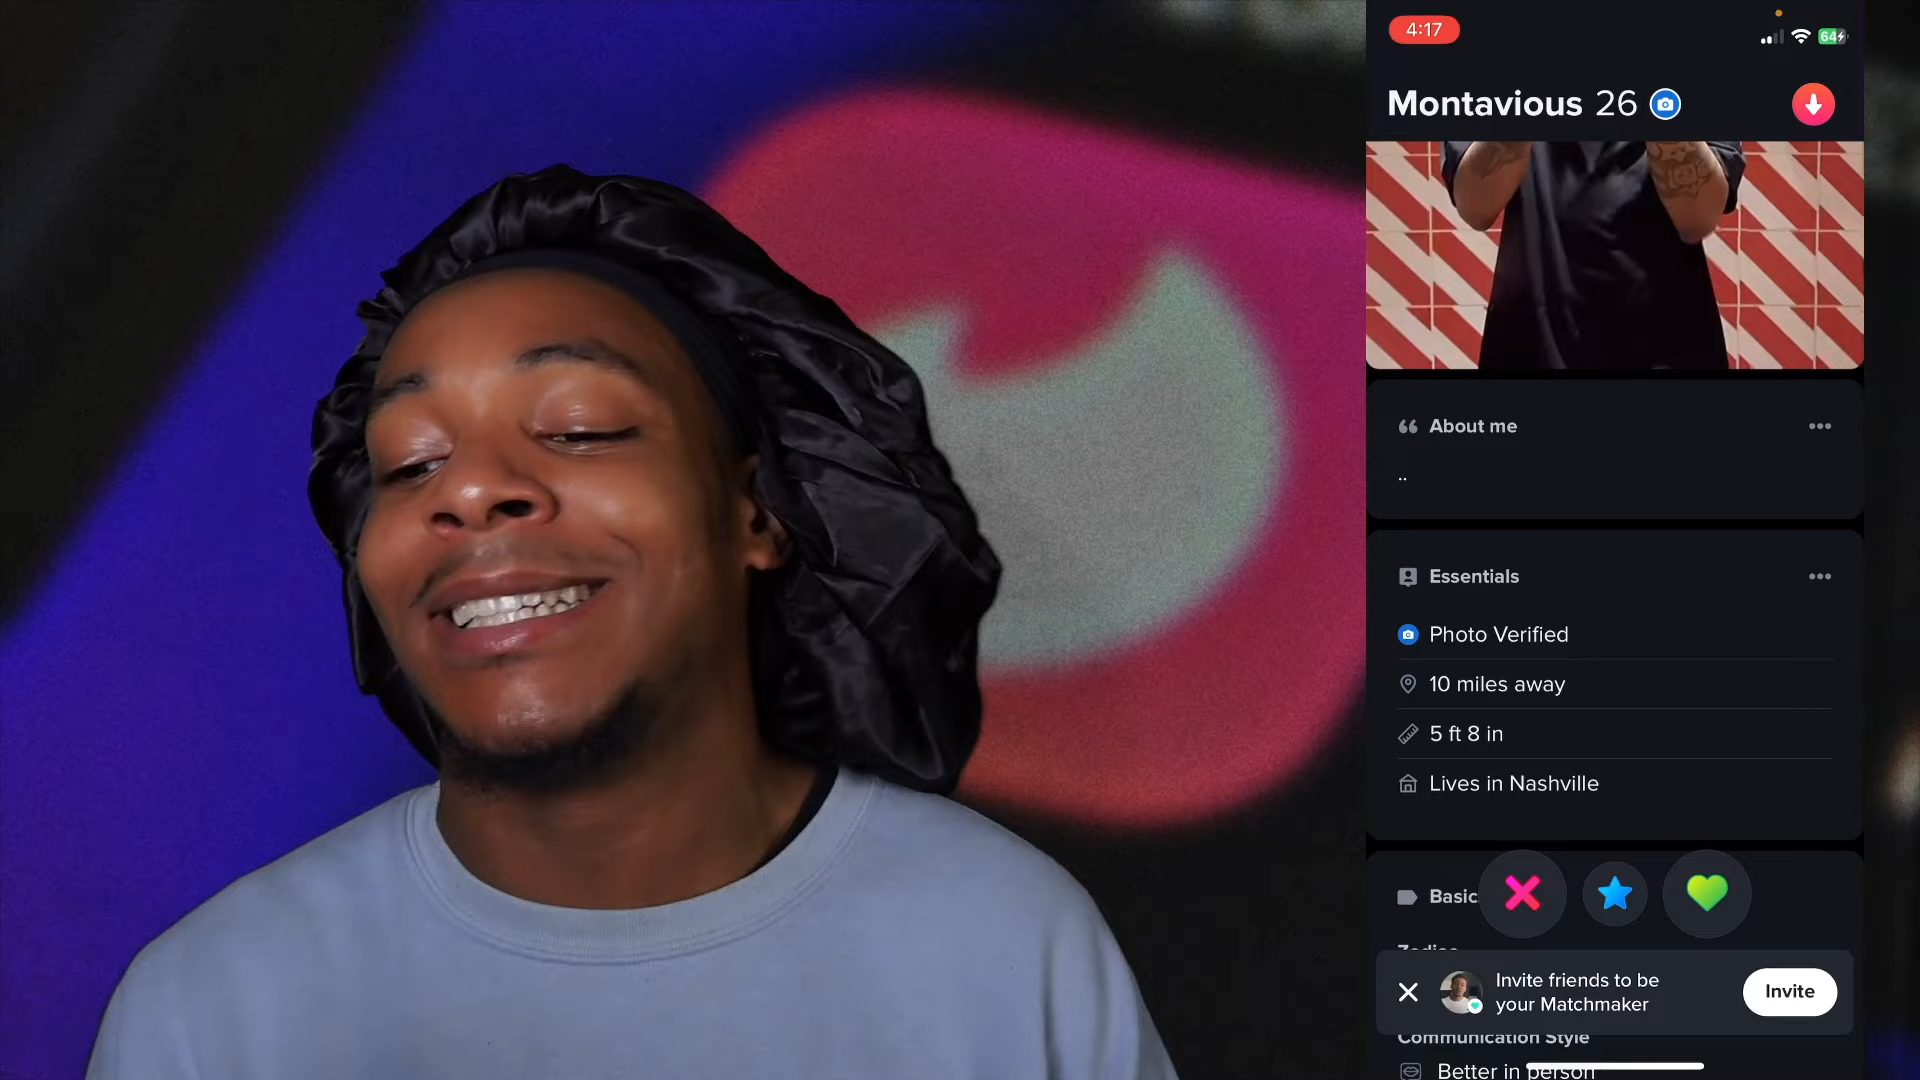 4:17
64
Montavious 26
About me
..
Essentials
Photo Verified
10 miles away
5 ft 8 in
Lives in Nashville
Basic
Invite friends to be
your Matchmaker
Invite
Communication Style
Better in person